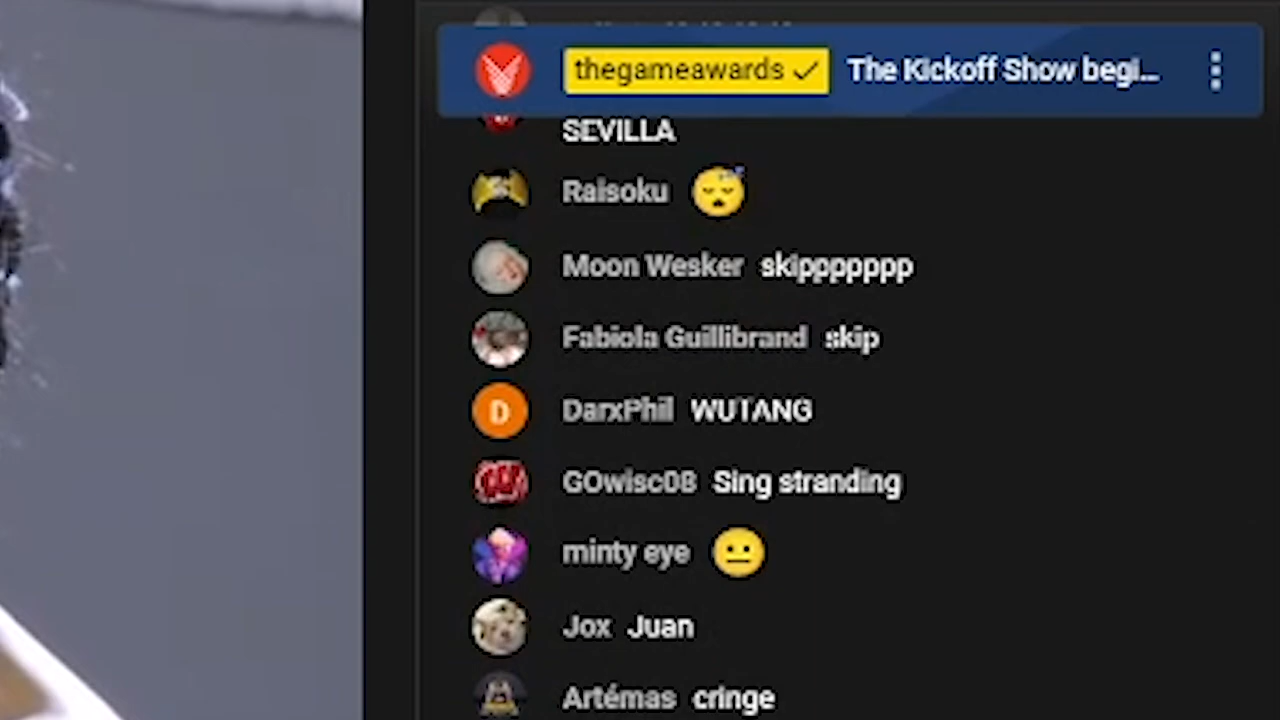 thegameawards The Kickoff Show begi...
SEVILLA
Raisoku
Moon Wesker skipppppppp
Fabiola Guillibrand skip
D DarxPhil WUTANG
GOwisc08 Sing stranding
minty eye
Jox Juan
Artémas cringe